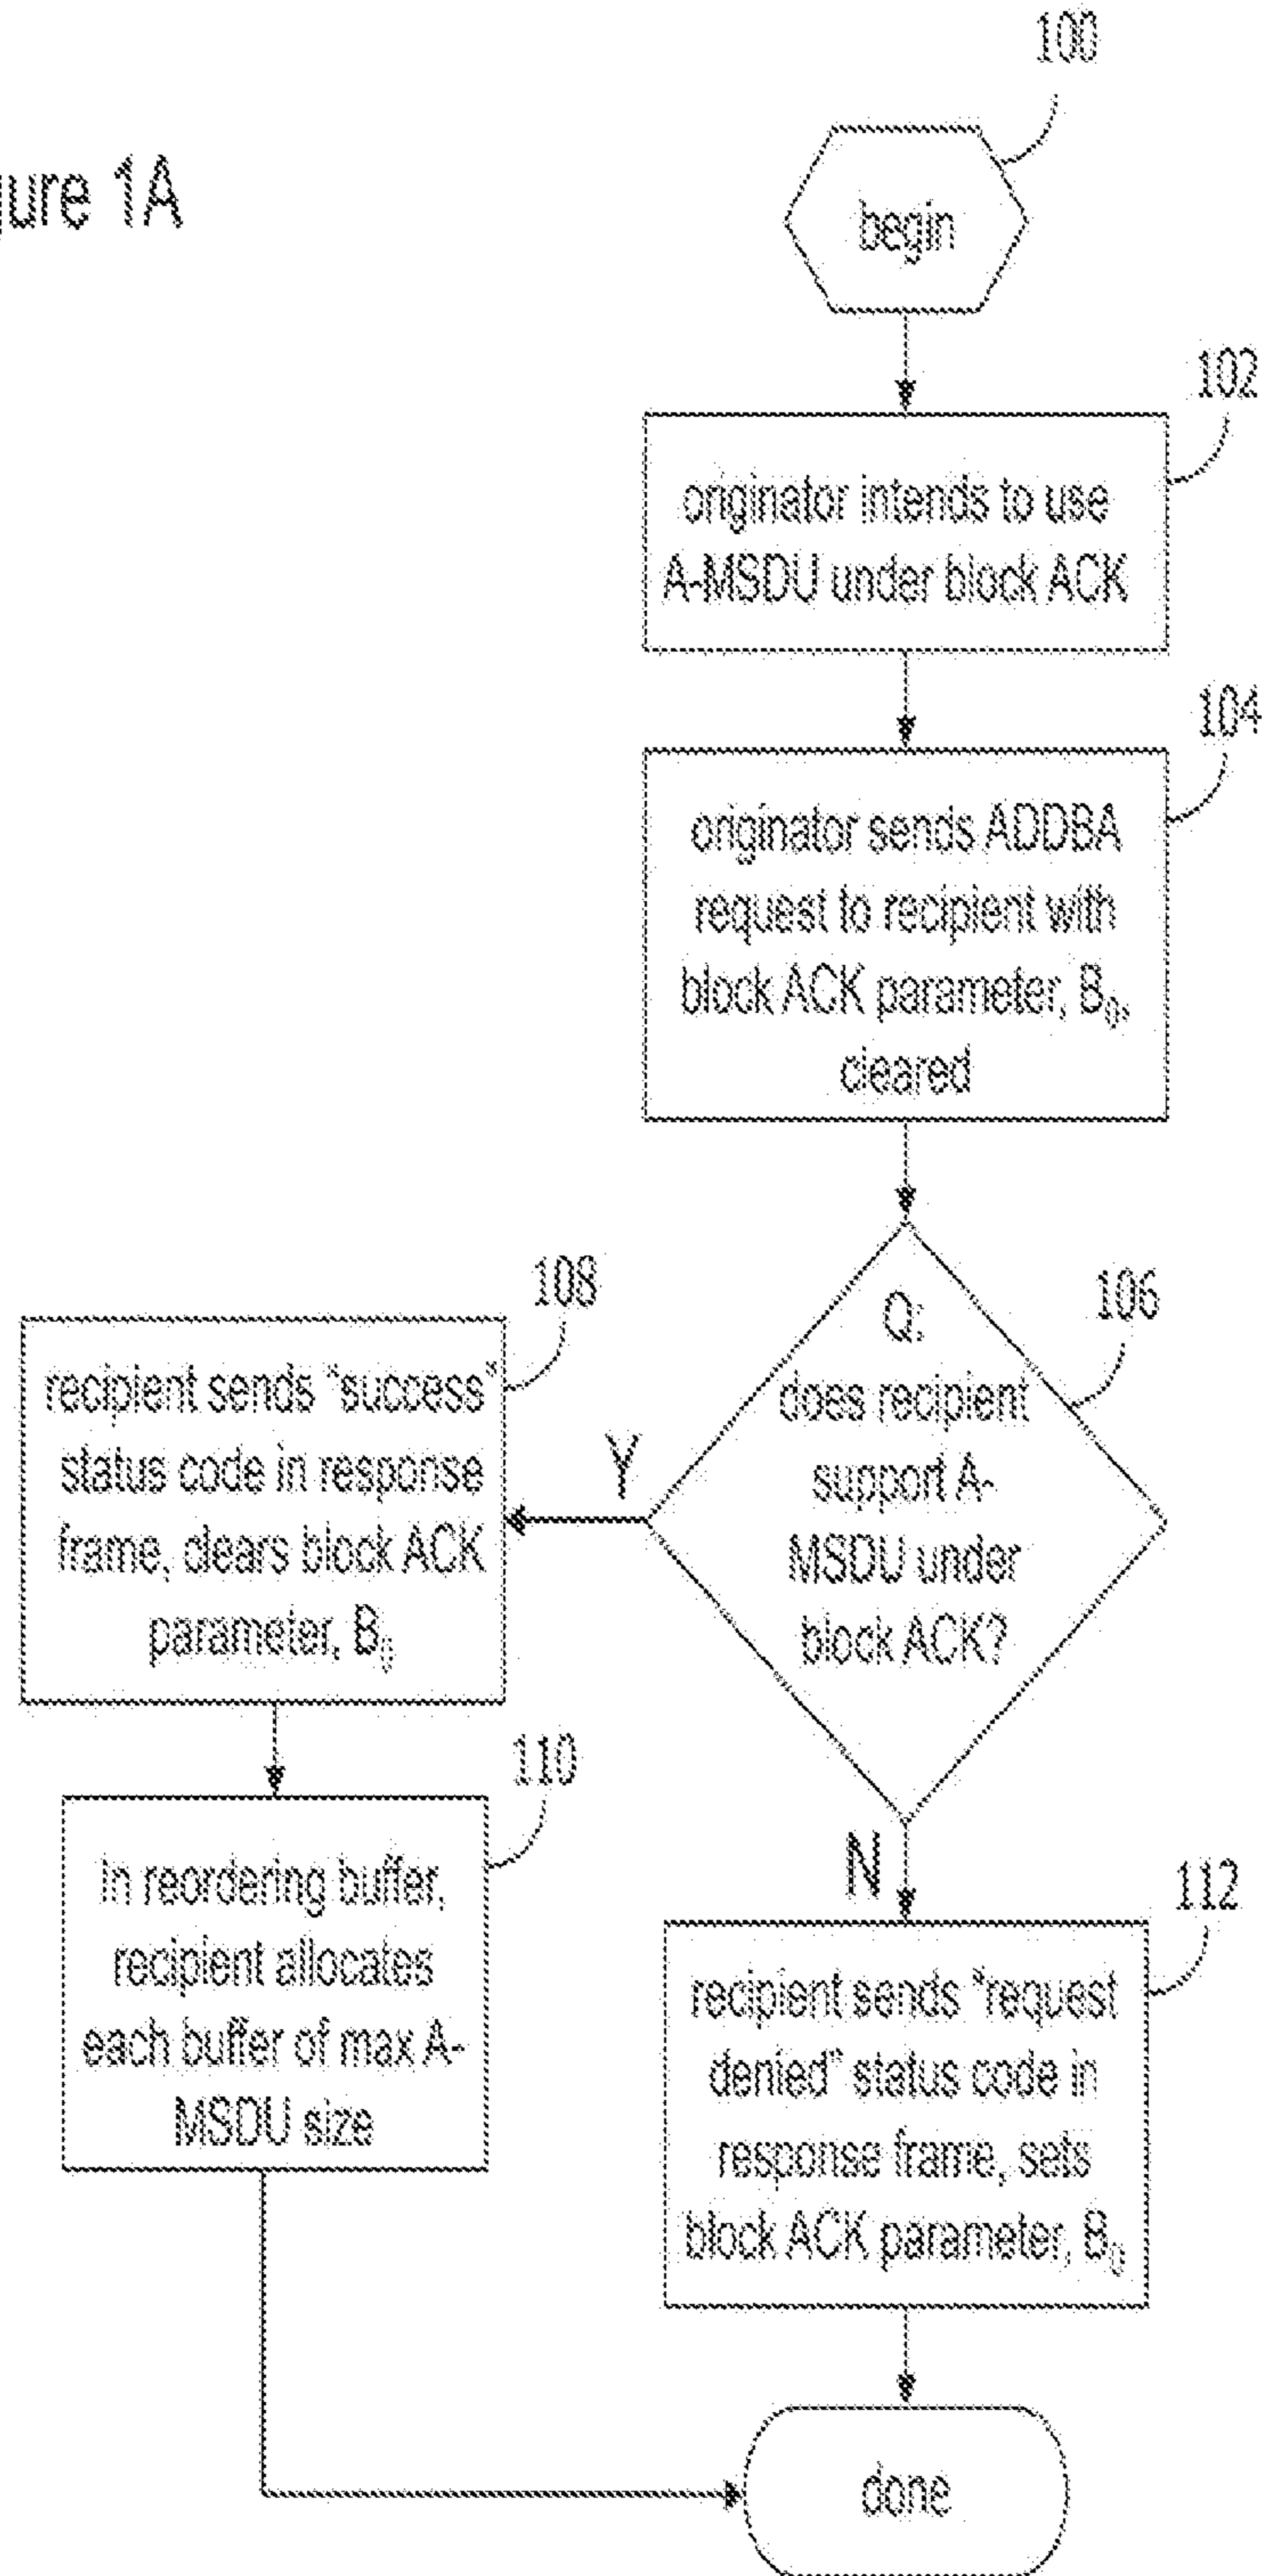 ure 1A
100
begin
102
originator intends to use
A-MSDU under block ACK
104
originator sends ADDBA
request to recipient with
block ACK parameter, B₀,
cleared
106
Q:
does recipient
support A-
MSDU under
block ACK?
Y
108
recipient sends "success"
status code in response
frame, clears block ACK
parameter, B₀
110
in reordering buffer,
recipient allocates
each buffer of max A-
MSDU size
N
112
recipient sends "request
denied" status code in
response frame, sets
block ACK parameter, B₀
done